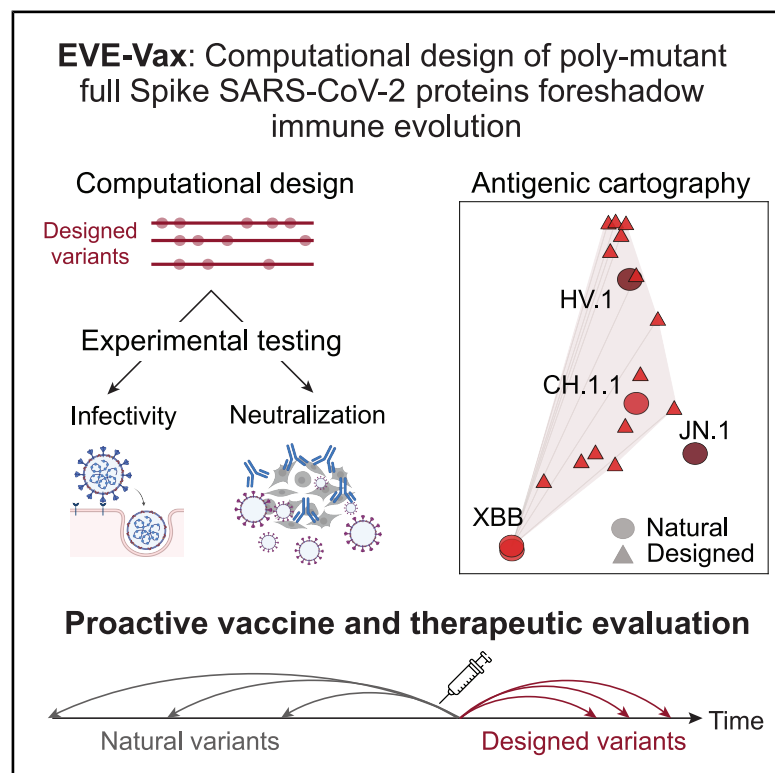 EVE-Vax: Computational design of poly-mutant
full Spike SARS-CoV-2 proteins foreshadow
immune evolution
Computational design
Designed
variants
Experimental testing
Infectivity
Neutralization
Antigenic cartography
HV.1
CH.1.1
JN.1
XBB
Natural
Designed
Proactive vaccine and therapeutic evaluation
Time
Natural variants
Designed variants